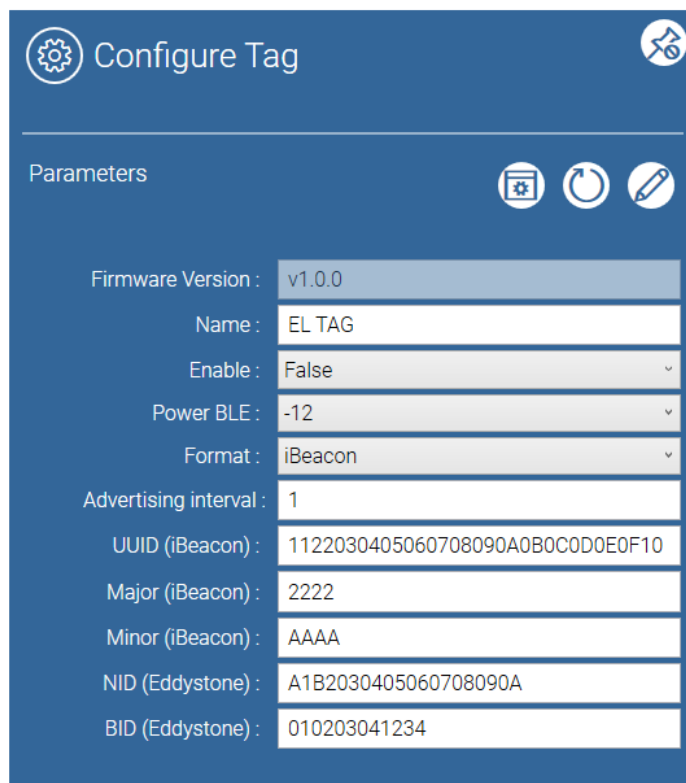 Configure Tag
Parameters
Firmware Version : v1.0.0
Name : EL TAG
Enable : False
Power BLE : -12
Format : iBeacon
Advertising interval : 1
UUID (iBeacon) : 1122030405060708090A0B0C0D0E0F10
Major (iBeacon) : 2222
Minor (iBeacon) : AAAA
NID (Eddystone) : A1B2030405060708090A
BID (Eddystone) : 010203041234